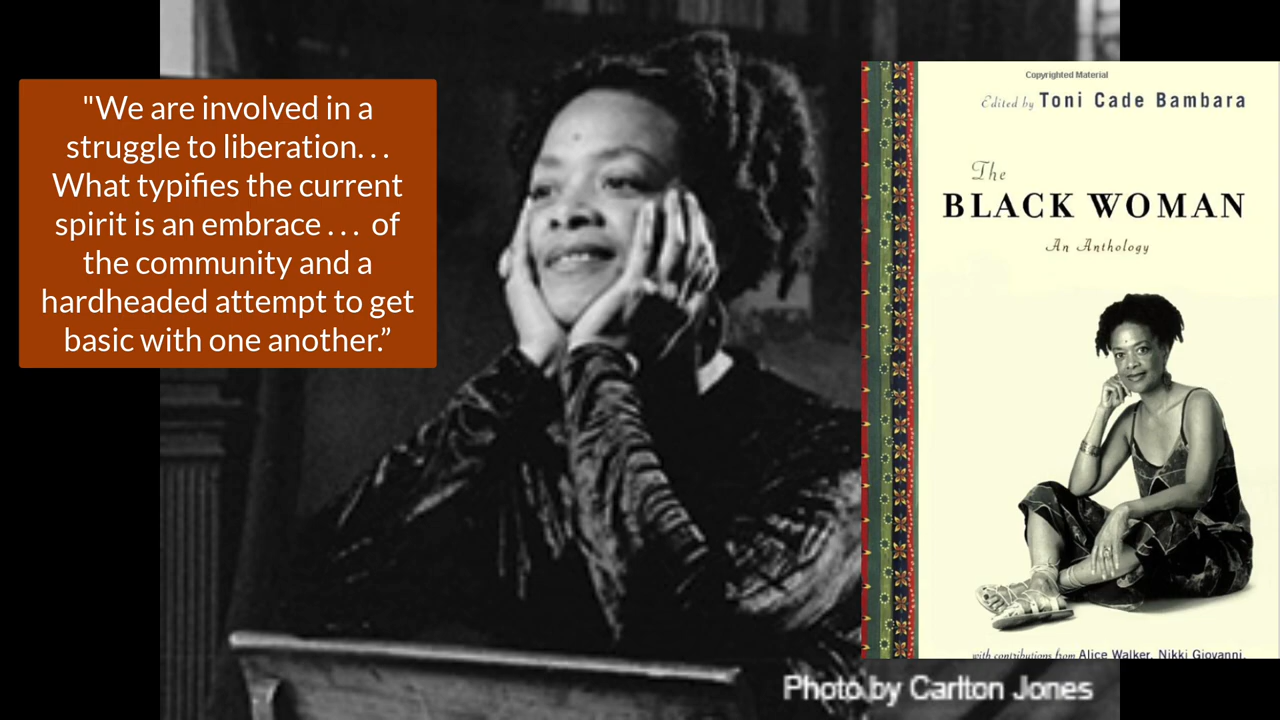 "We are involved in a
struggle to liberation. . .
What typifies the current
spirit is an embrace . . . of
the community and a
hardheaded attempt to get
basic with one another.”
Copyrighted Material
Edited by Toni Cade Bambara
The
BLACK WOMAN
An Anthology
with contributions from Alice Walker, Nikki Giovanni,
Photo by Carlton Jones